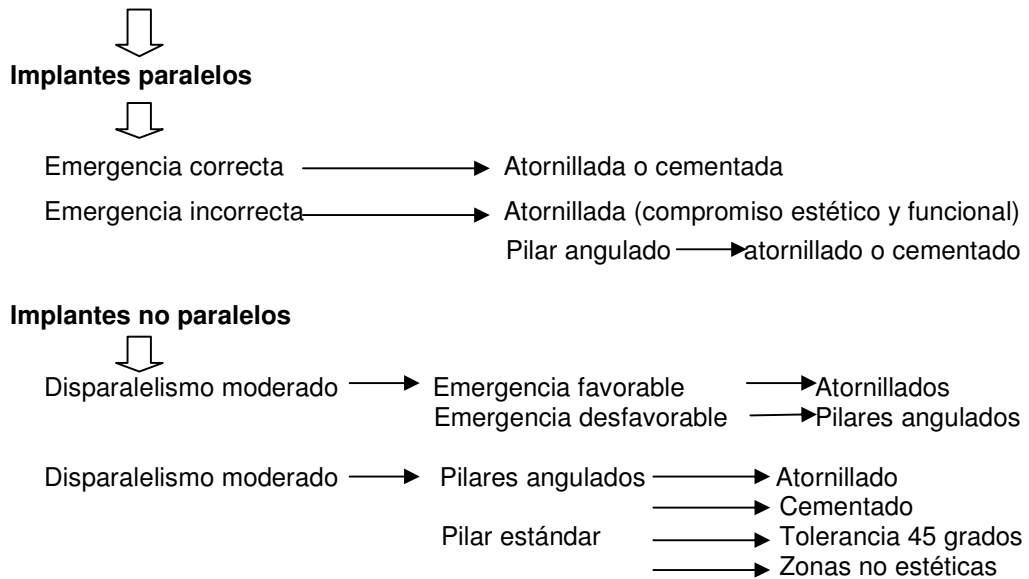 Implantes paralelos
Emergencia correcta Atornillada o cementada
Emergencia incorrecta Atornillada (compromiso estético y funcional)
Pilar angulado atornillado o cementado
Implantes no paralelos
Disparalelismo moderado Emergencia favorable Atornillados
Emergencia desfavorable Pilares angulados
Disparalelismo moderado Pilares angulados Atornillado
Cementado
Pilar estándar Tolerancia 45 grados
Zonas no estéticas